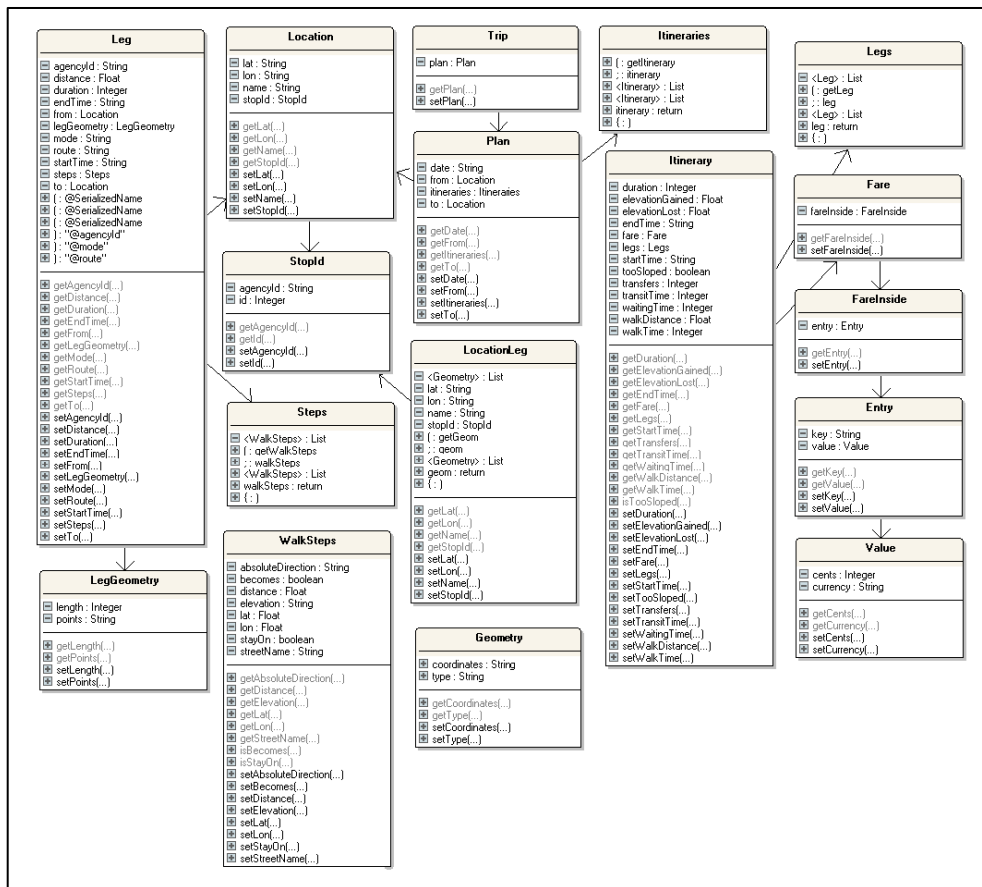 Leg
agencyId : String
distance : Float
duration : Integer
endTime : String
from : Location
legGeometry : LegGeometry
mode : String
route : String
startTime : String
steps : Steps
to : Location
( : @SerializedName
( : @SerializedName
( : @SerializedName
) : "@agencyId"
) : "@mode"
) : "@route"
getAgencyId(...)
getDistance(...)
getDuration(...)
getEndTime(...)
getFrom(...)
getLegGeometry(...)
getMode(...)
getRoute(...)
getStartTime(...)
getSteps(...)
getTo(...)
setAgencyId(...)
setDistance(...)
setDuration(...)
setEndTime(...)
setFrom(...)
setLegGeometry(...)
setMode(...)
setRoute(...)
setStartTime(...)
setSteps(...)
setTo(...)
LegGeometry
length : Integer
points : String
getLength(...)
getPoints(...)
setLength(...)
setPoints(...)
Location
lat : String
lon : String
name : String
stopId : StopId
getLat(...)
getLon(...)
getName(...)
getStopId(...)
setLat(...)
setLon(...)
setName(...)
setStopId(...)
StopId
agencyId : String
id : Integer
getAgencyId(...)
getId(...)
setAgencyId(...)
setId(...)
Steps
<WalkSteps> : List
( : getWalkSteps
; : walkSteps
<WalkSteps> : List
walkSteps : return
{ : )
WalkSteps
absoluteDirection : String
becomes : boolean
distance : Float
elevation : String
lat : Float
lon : Float
stayOn : boolean
streetName : String
getAbsoluteDirection(...)
getDistance(...)
getElevation(...)
getLat(...)
getLon(...)
getStreetName(...)
isBecomes(...)
isStayOn(...)
setAbsoluteDirection(...)
setBecomes(...)
setDistance(...)
setElevation(...)
setLat(...)
setLon(...)
setStayOn(...)
setStreetName(...)
Trip
plan : Plan
getPlan(...)
setPlan(...)
Plan
date : String
from : Location
itineraries : Itineraries
to : Location
getDate(...)
getFrom(...)
getItineraries(...)
getTo(...)
setDate(...)
setFrom(...)
setItineraries(...)
setTo(...)
LocationLeg
<Geometry> : List
lat : String
lon : String
name : String
stopId : StopId
( : getGeom
; : geom
<Geometry> : List
geom : return
{ : )
getLat(...)
getLon(...)
getName(...)
getStopId(...)
setLat(...)
setLon(...)
setName(...)
setStopId(...)
Geometry
coordinates : String
type : String
getCoordinates(...)
getType(...)
setCoordinates(...)
setType(...)
Itineraries
( : getItinerary
; : itinerary
<Itinerary> : List
<Itinerary> : List
itinerary : return
{ : )
Itinerary
duration : Integer
elevationGained : Float
elevationLost : Float
endTime : String
fare : Fare
legs : Legs
startTime : String
tooSloped : boolean
transfers : Integer
transitTime : Integer
waitingTime : Integer
walkDistance : Float
walkTime : Integer
getDuration(...)
getElevationGained(...)
getElevationLost(...)
getEndTime(...)
getFare(...)
getLegs(...)
getStartTime(...)
getTransfers(...)
getTransitTime(...)
getWaitingTime(...)
getWalkDistance(...)
getWalkTime(...)
isTooSloped(...)
setDuration(...)
setElevationGained(...)
setElevationLost(...)
setEndTime(...)
setFare(...)
setLegs(...)
setStartTime(...)
setTooSloped(...)
setTransfers(...)
setTransitTime(...)
setWaitingTime(...)
setWalkDistance(...)
setWalkTime(...)
Legs
<Leg> : List
( : getLeg
; : leg
<Leg> : List
leg : return
{ : )
Fare
fareInside : FareInside
getFareInside(...)
setFareInside(...)
FareInside
entry : Entry
getEntry(...)
setEntry(...)
Entry
key : String
value : Value
getKey(...)
getValue(...)
setKey(...)
setValue(...)
Value
cents : Integer
currency : String
getCents(...)
getCurrency(...)
setCents(...)
setCurrency(...)